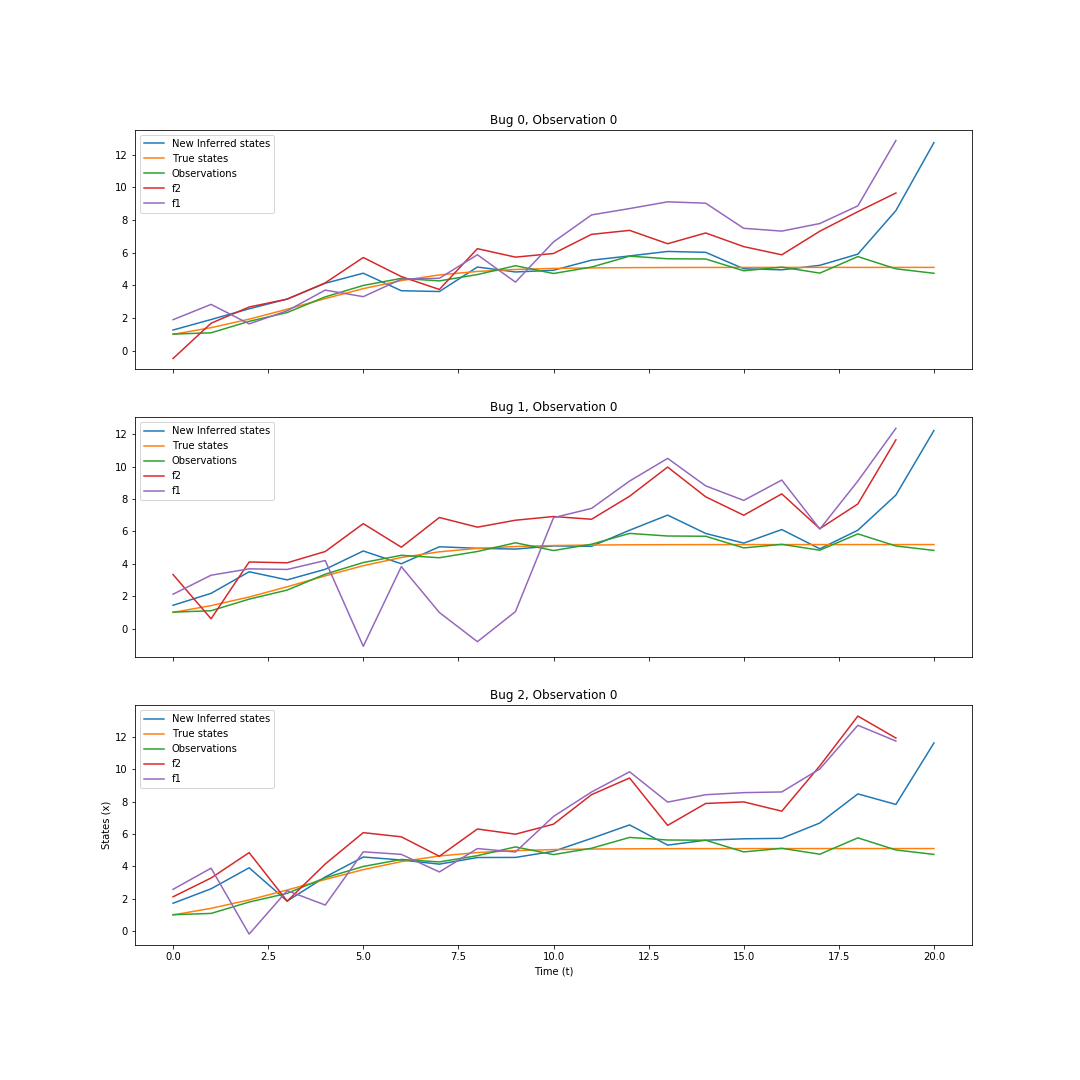 Bug 0, Observation 0
New Inferred states
True states
Observations
f2
f1
12
10
8
6
4
2
0
Bug 1, Observation 0
New Inferred states
True states
Observations
f2
f1
12
10
8
6
4
2
0
Bug 2, Observation 0
New Inferred states
True states
Observations
f2
f1
12
10
8
6
4
2
0
States (x)
0.0 2.5 5.0 7.5 10.0 12.5 15.0 17.5 20.0
Time (t)